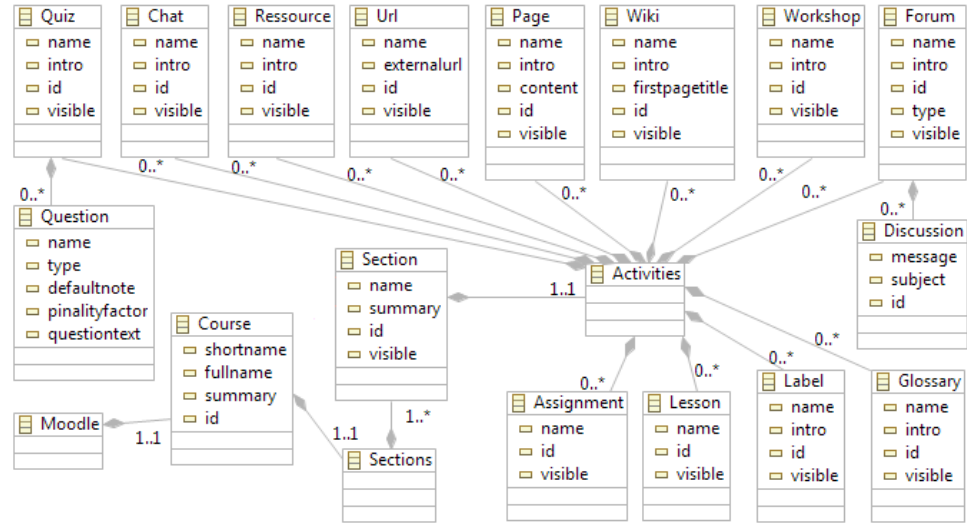 Quiz
name
intro
id
visible
Chat
name
intro
id
visible
Ressource
name
intro
id
visible
Url
name
externalurl
id
visible
Page
name
intro
content
id
visible
Wiki
name
intro
firstpagetitle
id
visible
Workshop
name
intro
id
visible
Forum
name
intro
id
type
visible
0..*
0..*
0..*
0..*
0..*
0..*
0..*
0..*
0..*
0..*
Question
name
type
defaultnote
pinalityfactor
questiontext
Discussion
message
subject
id
Section
name
summary
id
visible
1..1
Activities
Course
shortname
fullname
summary
id
Moodle
1..1
1..1
1..*
Sections
0..*
0..*
0..*
0..*
Assignment
name
id
visible
Lesson
name
id
visible
Label
name
intro
id
visible
Glossary
name
intro
id
visible